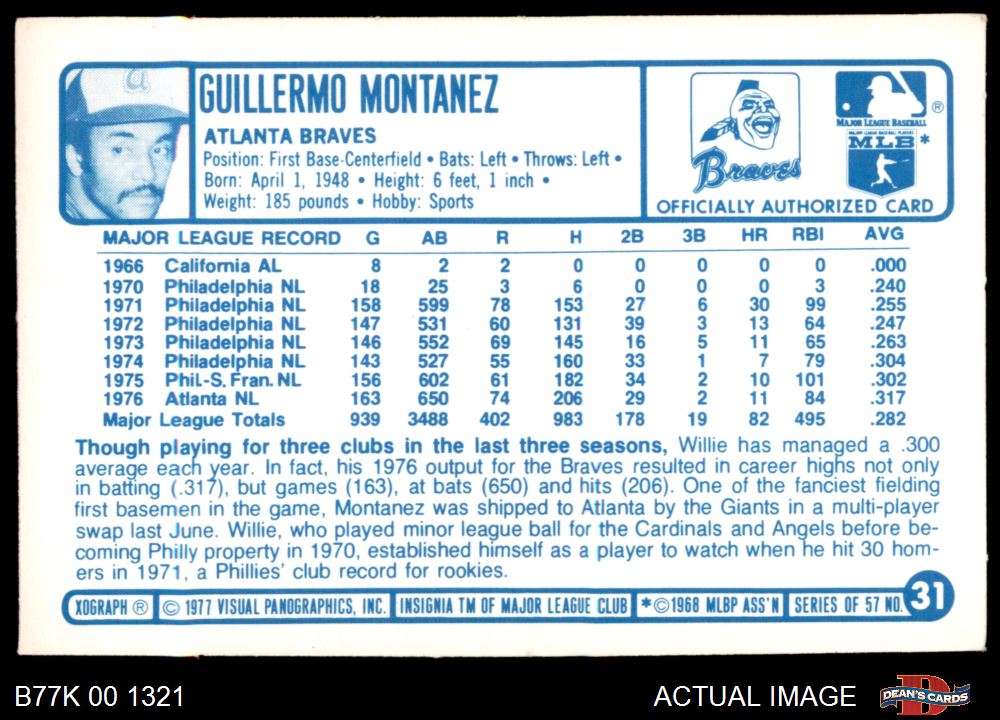 a
GUILLERMO MONTANEZ
ATLANTA BRAVES
Position: First Base-Centerfield • Bats: Left • Throws: Left •
Born: April 1, 1948 • Height: 6 feet, 1 inch •
Weight: 185 pounds • Hobby: Sports
Braves
®
MAJOR LEAGUE BASEBALL
MAJOR LEAGUE BASEBALL PLAYERS
MLB *
OFFICIALLY AUTHORIZED CARD
MAJOR LEAGUE RECORD G AB R H 2B 3B HR RBI AVG
1966 California AL 8 2 2 0 0 0 0 0 .000
1970 Philadelphia NL 18 25 3 6 0 0 0 3 .240
1971 Philadelphia NL 158 599 78 153 27 6 30 99 .255
1972 Philadelphia NL 147 531 60 131 39 3 13 64 .247
1973 Philadelphia NL 146 552 69 145 16 5 11 65 .263
1974 Philadelphia NL 143 527 55 160 33 1 7 79 .304
1975 Phil.-S. Fran. NL 156 602 61 182 34 2 10 101 .302
1976 Atlanta NL 163 650 74 206 29 2 11 84 .317
Major League Totals 939 3488 402 983 178 19 82 495 .282
Though playing for three clubs in the last three seasons, Willie has managed a .300
average each year. In fact, his 1976 output for the Braves resulted in career highs not only
in batting (.317), but games (163), at bats (650) and hits (206). One of the fanciest fielding
first basemen in the game, Montanez was shipped to Atlanta by the Giants in a multi-player
swap last June. Willie, who played minor league ball for the Cardinals and Angels before be-
coming Philly property in 1970, established himself as a player to watch when he hit 30 hom-
ers in 1971, a Phillies' club record for rookies.
XOGRAPH ® © 1977 VISUAL PANOGRAPHICS, INC. INSIGNIA TM OF MAJOR LEAGUE CLUB *©1968 MLBP ASS'N SERIES OF 57 NO. 31
B77K 00 1321 ACTUAL IMAGE D DEAN'S CARDS